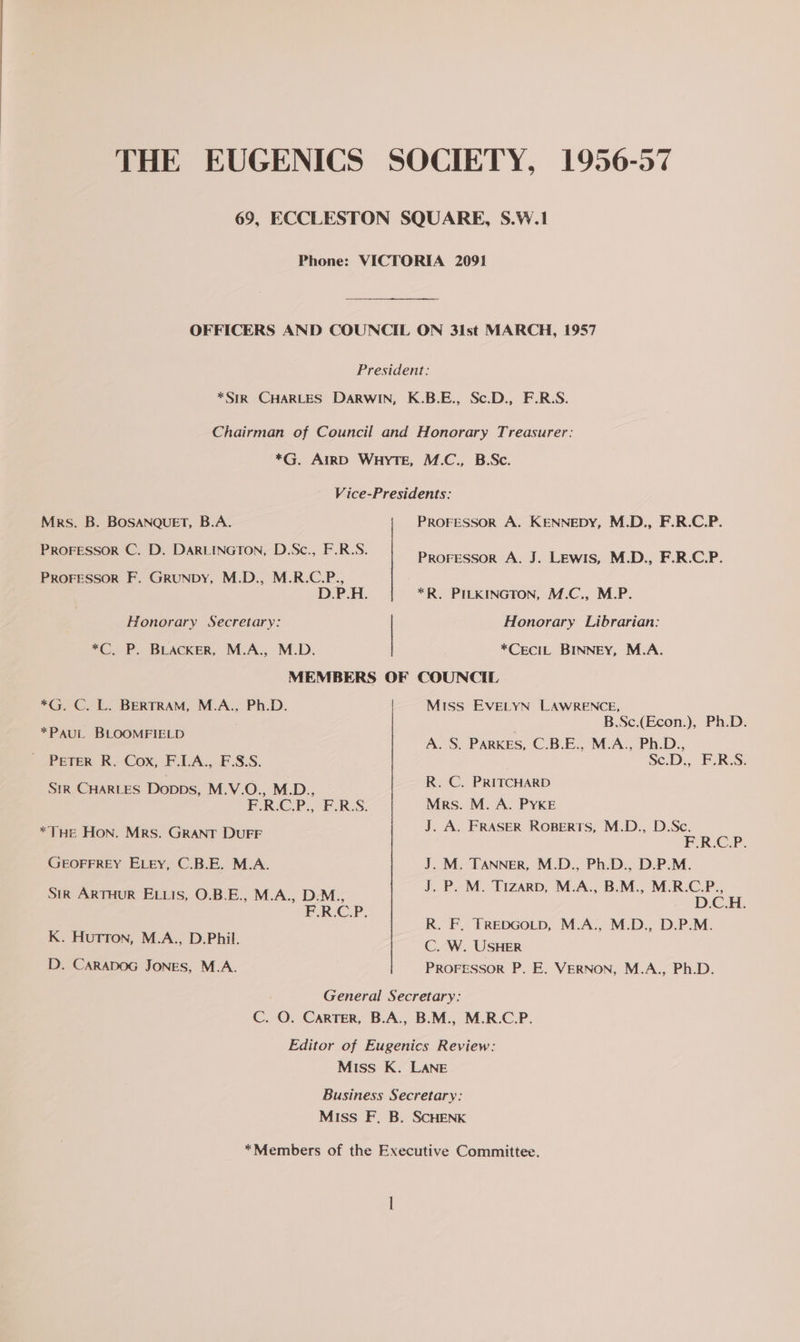 THE EUGENICS SOCIETY, 1956-57
69, ECCLESTON SQUARE, S.W.1
Phone: VICTORIA 2091
OFFICERS AND COUNCIL ON 31st MARCH, 1957
President:
*SIR CHARLES DARWIN, K.B.E., Sc.D., F.R.S.
Chairman of Council and Honorary Treasurer:
*G. AIRD WHYTE, M.C., B.Sc.
Vice-Presidents:
MRS. B. BOSANQUET, B.A.
PROFESSOR C. D. DARLINGTON, D.Sc., F.R.S.
PROFESSOR F. GRUNDY, M.D., M.R.C.P.,
D.P.H.
PROFESSOR A. KENNEDY, M.D., F.R.C.P.
PROFESSOR A. J. LEWIS, M.D., F.R.C.P.
*R. PILKINGTON, M.C., M.P.
Honorary Secretary:
*C. P. BLACKER, M.A., M.D.
Honorary Librarian:
*CECIL BINNEY, M.A.
MEMBERS OF COUNCIL
*G. C. L. BERTRAM, M.A., Ph.D.
*PAUL BLOOMFIELD
PETER R. COX, F.I.A., F.S.S.
SIR CHARLES DODDS, M.V.O., M.D.,
F.R.C.P., F.R.S.
*THE HON. MRS. GRANT DUFF
GEOFFREY ELEY, C.B.E. M.A.
SIR ARTHUR ELLIS, O.B.E., M.A., D.M.,
F.R.C.P.
K. HUTTON, M.A., D.Phil.
D. CARADOG JONES, M.A.
MISS EVELYN LAWRENCE,
B.Sc.(Econ.), Ph.D.
A. S. PARKES, C.B.E., M.A., Ph.D.,
Sc.D., F.R.S.
R. C. PRITCHARD
MRS. M. A. PYKE
J. A. FRASER ROBERTS, M.D., D.Sc.
F.R.C.P.
J. M. TANNER, M.D., Ph.D., D.P.M.
J. P. M. TIZARD, M.A., B.M., M.R.C.P.,
D.C.H.
R. F. TREDGOLD, M.A., M.D., D.P.M.
C. W. USHER
PROFESSOR P. E. VERNON, M.A., Ph.D.
General Secretary:
C. O. CARTER, B.A., B.M., M.R.C.P.
Editor of Eugenics Review:
MISS K. LANE
Business Secretary:
MISS F. B. SCHENK
*Members of the Executive Committee.
1